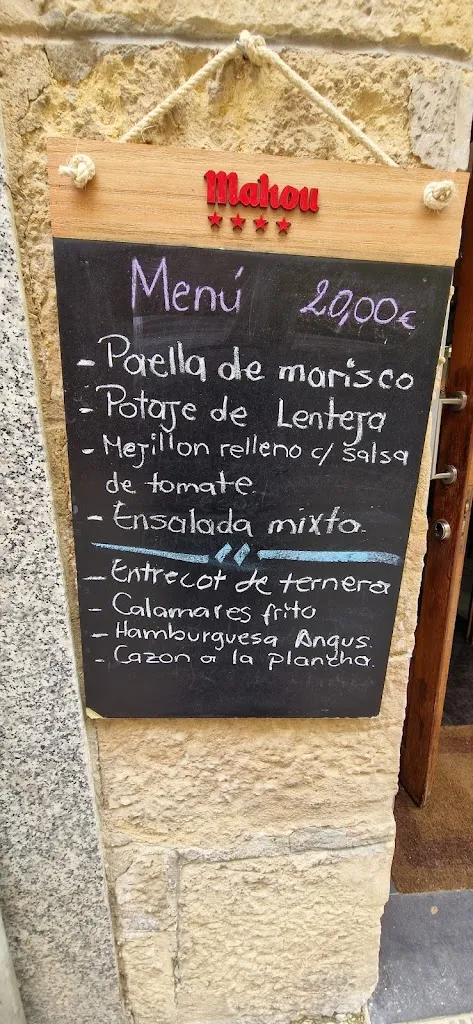 Mahou
Menú 20,00€
- Paella de marisco
- Potaje de Lenteja
- Mejillon relleno c/ salsa
de tomate.
- Ensalada mixta.
- Entrecot de ternera
- Calamares frito
- Hamburguesa Angus.
- Cazon a la plancha.